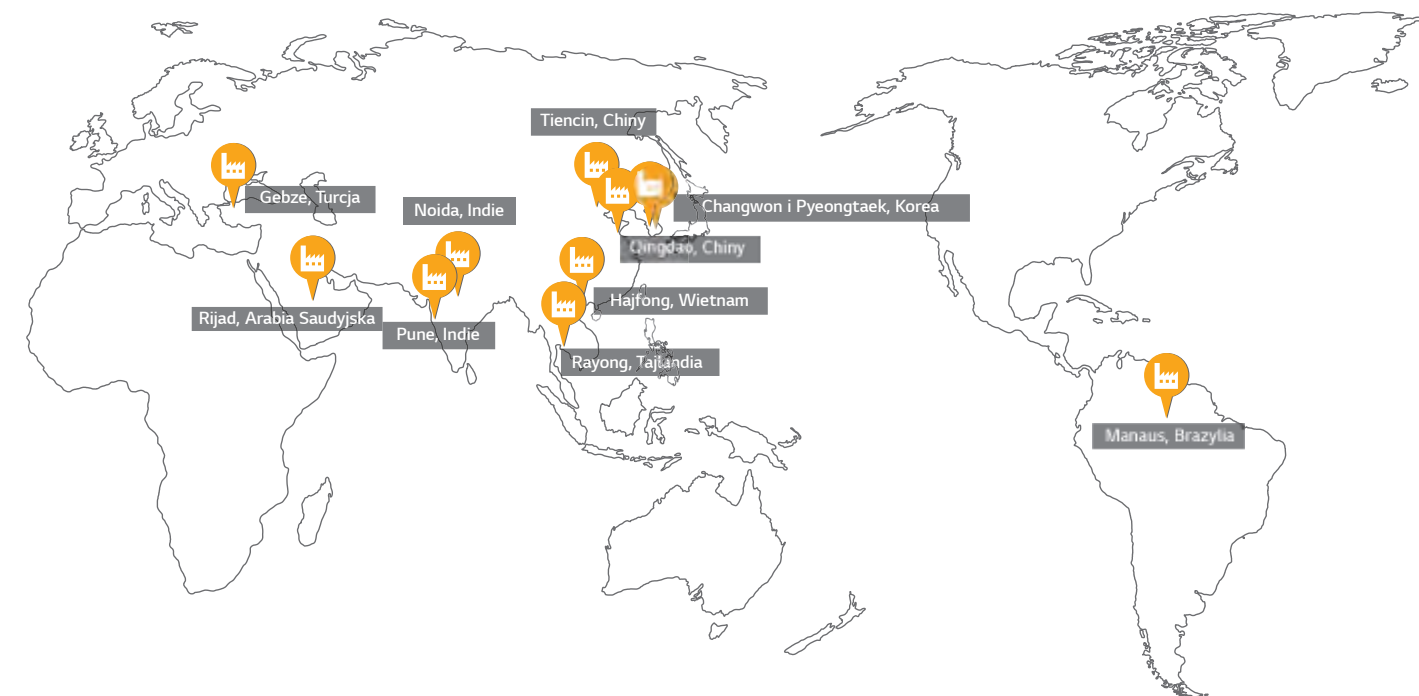 Tiencin, Chiny
Gebze, Turcja
Noida, Indie
Changwon i Pyeongtaek, Korea
Qingdao, Chiny
Hajfong, Wietnam
Rijad, Arabia Saudyjska
Pune, Indie
Rayong, Tajlandia
Manaus, Brazylia